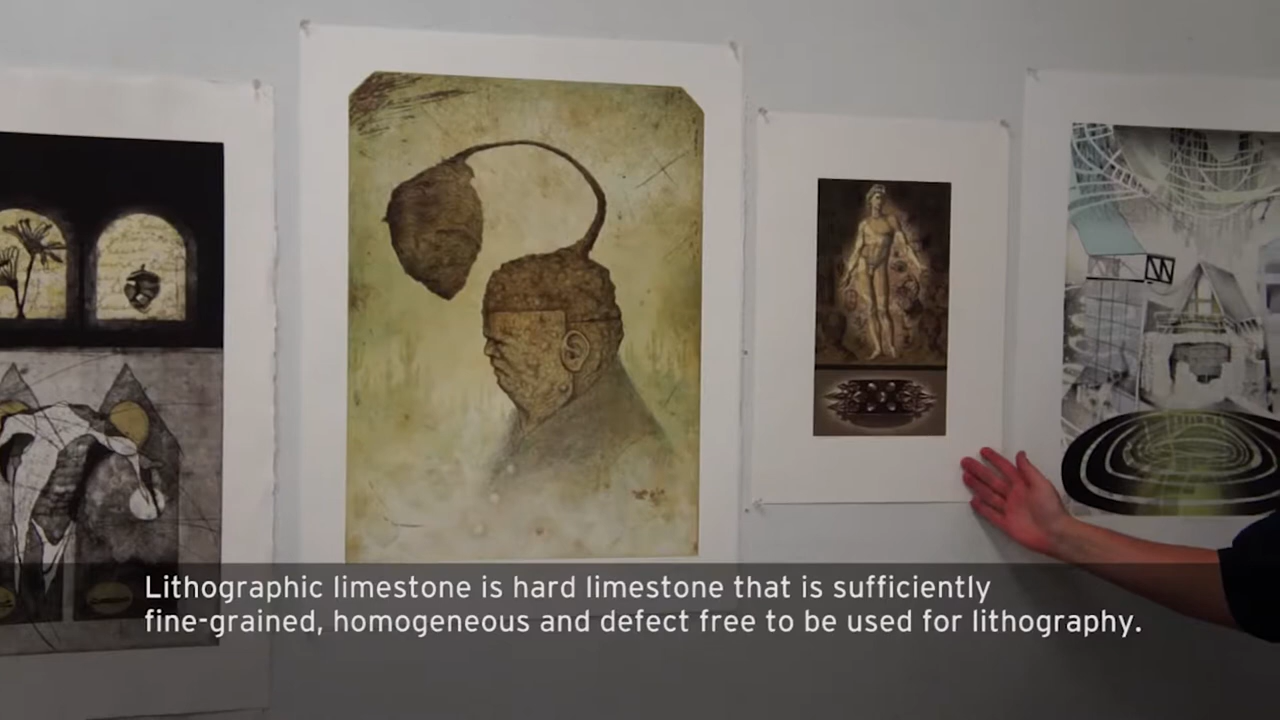 Lithographic limestone is hard limestone that is sufficiently
fine-grained, homogeneous and defect free to be used for lithography.